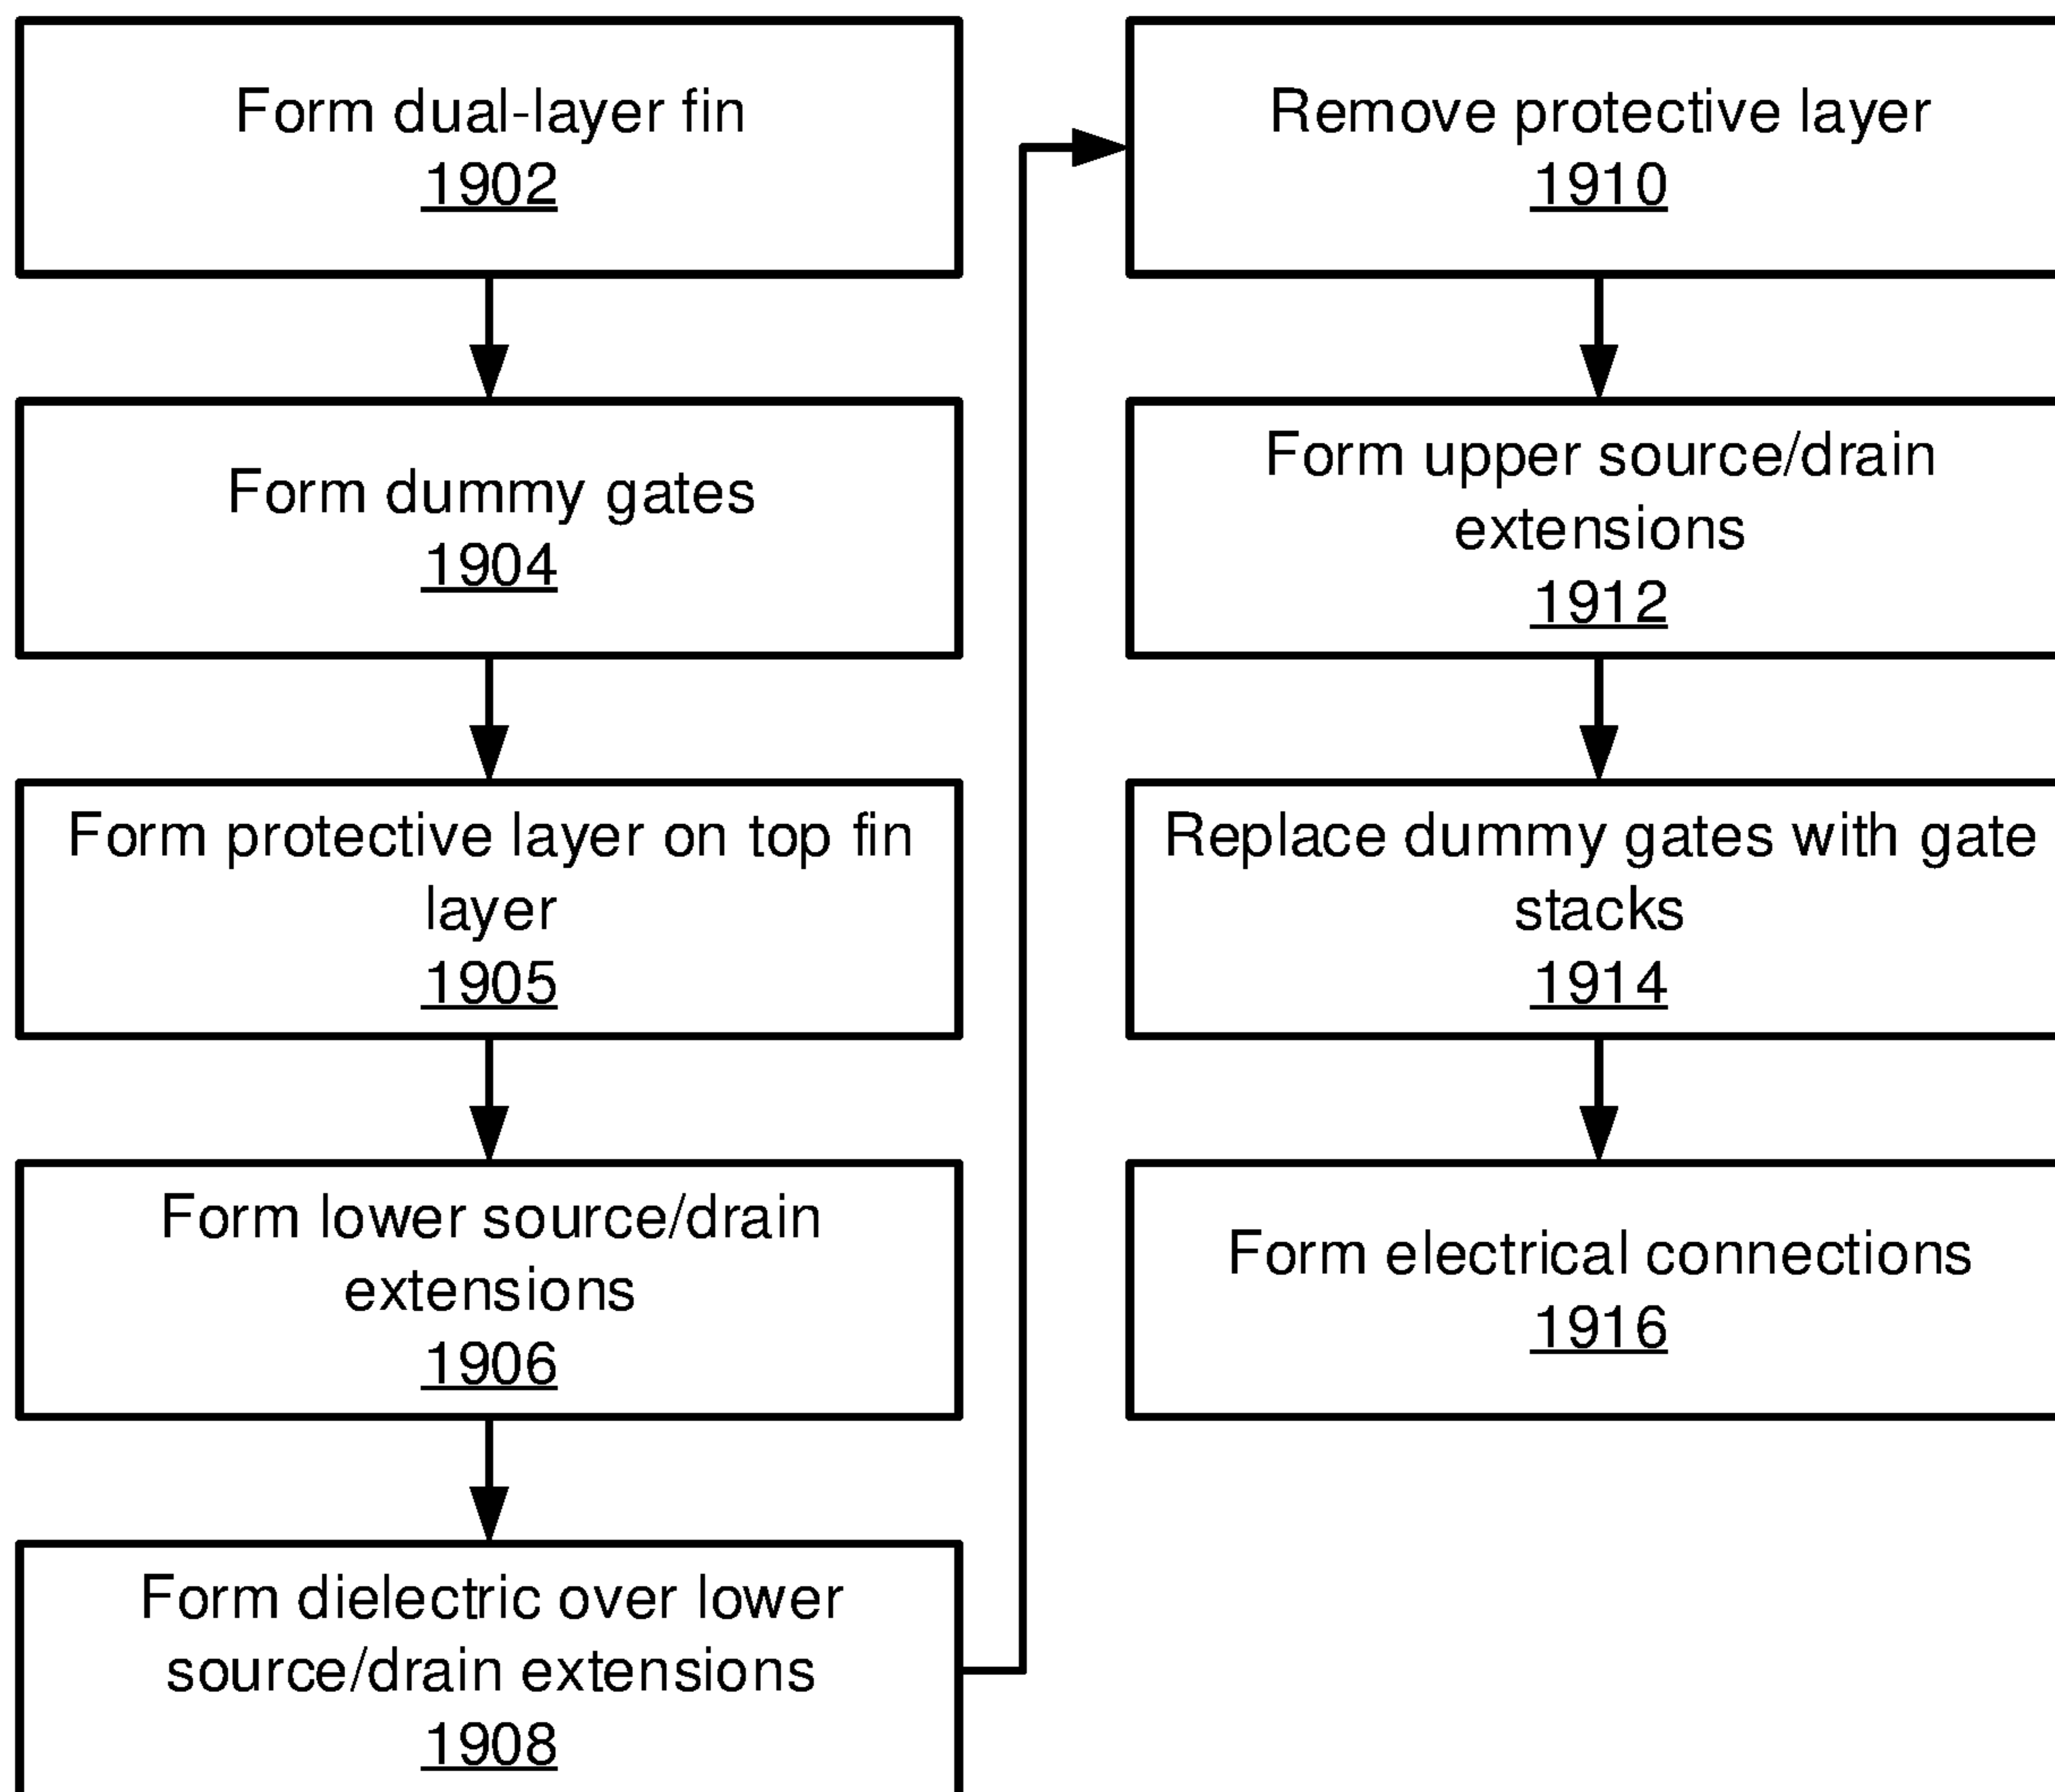 Form dual-layer fin
1902
Form dummy gates
1904
Form protective layer on top fin
layer
1905
Form lower source/drain
extensions
1906
Form dielectric over lower
source/drain extensions
1908
Remove protective layer
1910
Form upper source/drain
extensions
1912
Replace dummy gates with gate
stacks
1914
Form electrical connections
1916